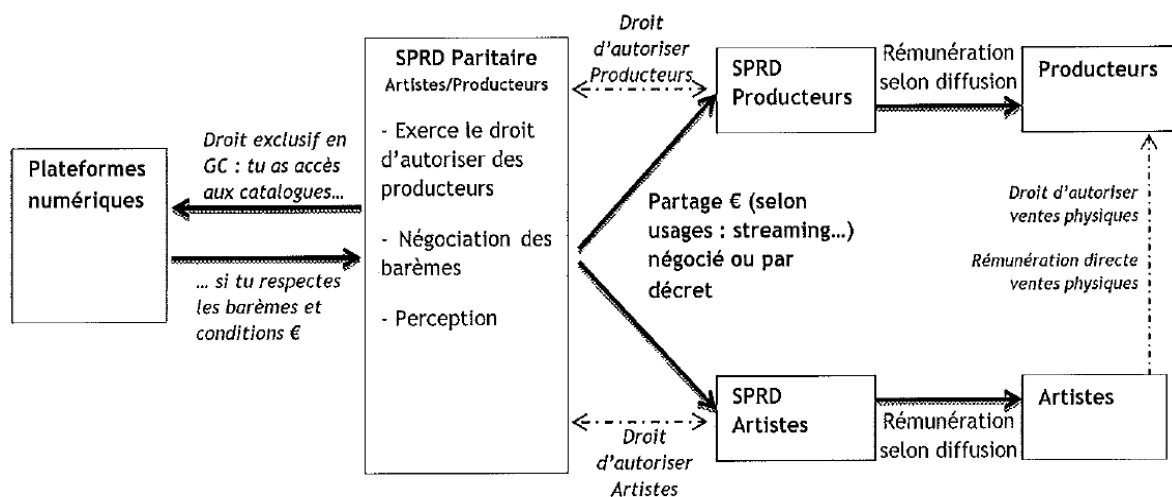 Plateformes
numériques
Droit exclusif en
GC : tu as accès
aux catalogues…
… si tu respectes
les barèmes et
conditions €
SPRD Paritaire
Artistes/Producteurs
- Exerce le droit
d'autoriser des
producteurs
- Négociation des
barèmes
- Perception
Droit
d'autoriser
Producteurs
Partage € (selon
usages : streaming…)
négocié ou par
décret
Droit
d'autoriser
Artistes
SPRD
Producteurs
Rémunération
selon diffusion
Producteurs
Droit d'autoriser
ventes physiques
Rémunération directe
ventes physiques
SPRD
Artistes
Rémunération
selon diffusion
Artistes